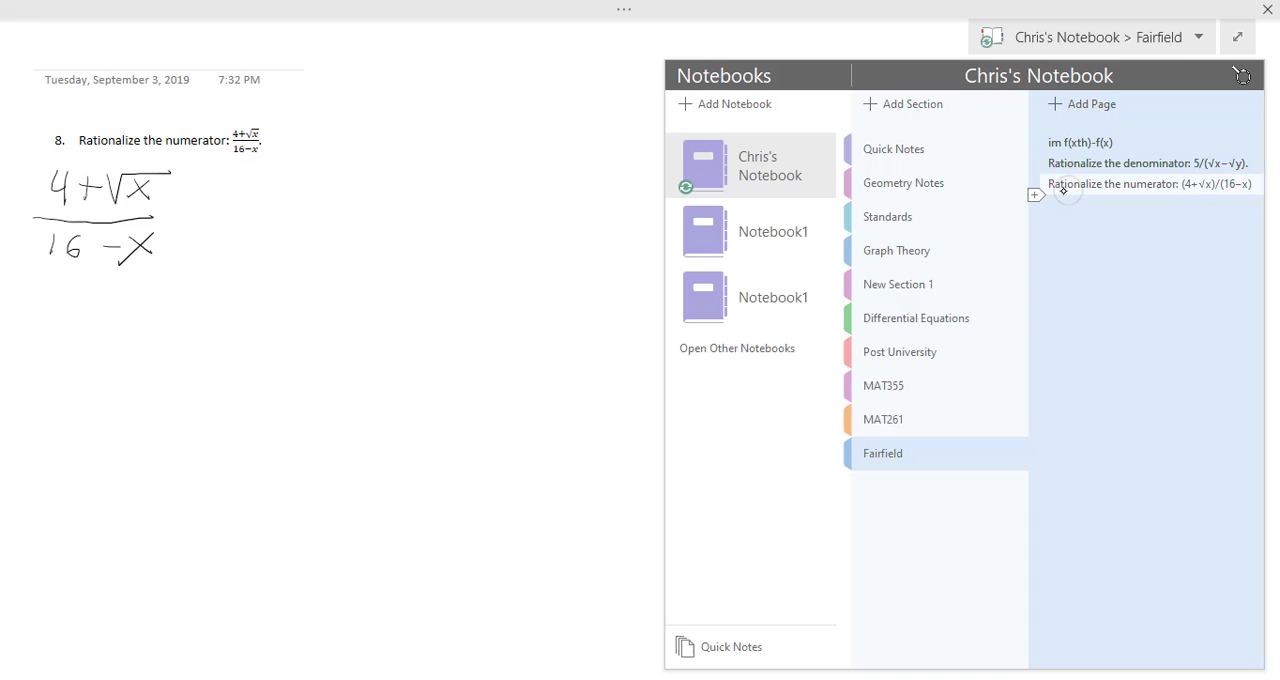 Chris's Notebook > Fairfield
Tuesday, September 3, 2019 7:32 PM
8. Rationalize the numerator: (4+√x)/(16−x).
4+√x
16 −x
Notebooks
Chris's Notebook
+ Add Notebook
+ Add Section
+ Add Page
Chris's
Notebook
Notebook1
Notebook1
Open Other Notebooks
Quick Notes
Quick Notes
Geometry Notes
Standards
Graph Theory
New Section 1
Differential Equations
Post University
MAT355
MAT261
Fairfield
im f(xth)-f(x)
Rationalize the denominator: 5/(√x−√y).
Rationalize the numerator: (4+√x)/(16−x)